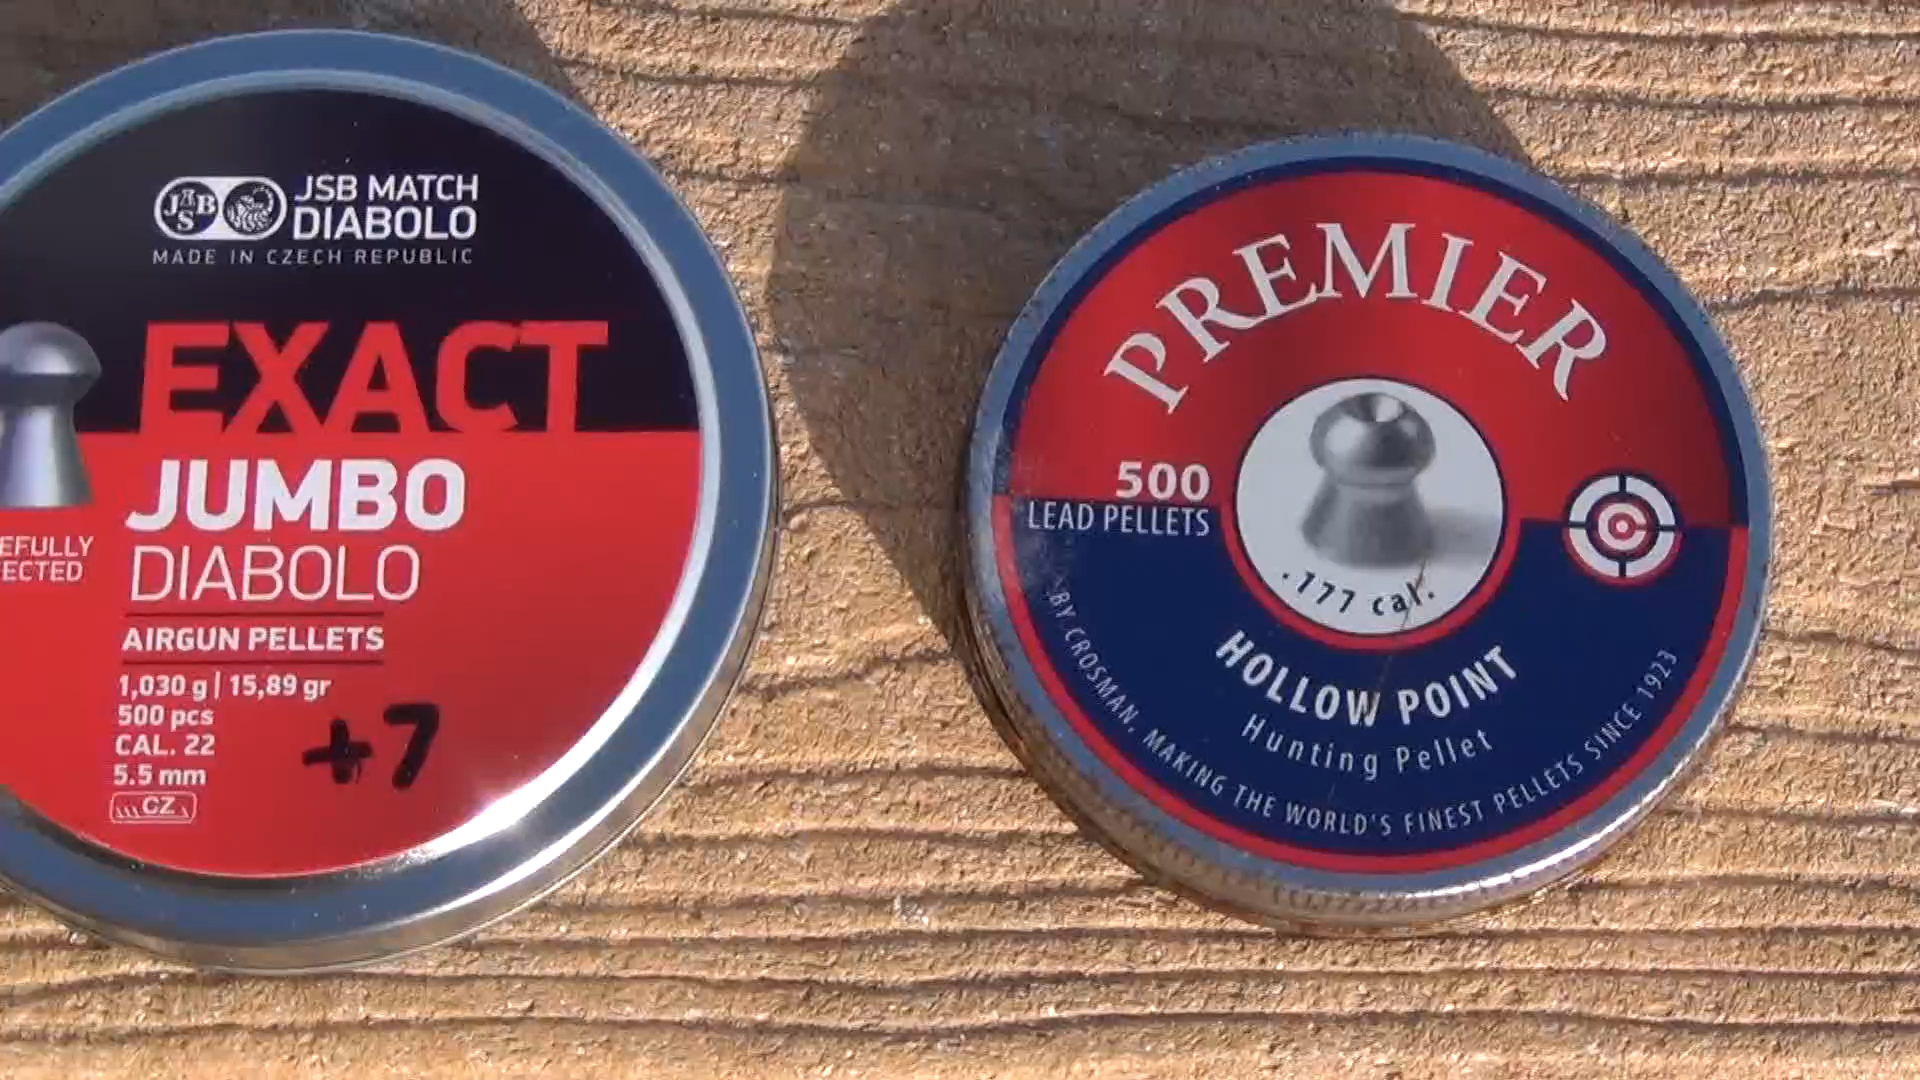 JSB
JSB MATCH
DIABOLO
MADE IN CZECH REPUBLIC
EXACT
JUMBO
DIABOLO
AIRGUN PELLETS
1,030 g | 15,89 gr
500 pcs
CAL. 22
5.5 mm
CZ
+7
PREMIER
500
LEAD PELLETS
.177 cal.
HOLLOW POINT
Hunting Pellet
BY CROSMAN. MAKING THE WORLD'S FINEST PELLETS SINCE 1923